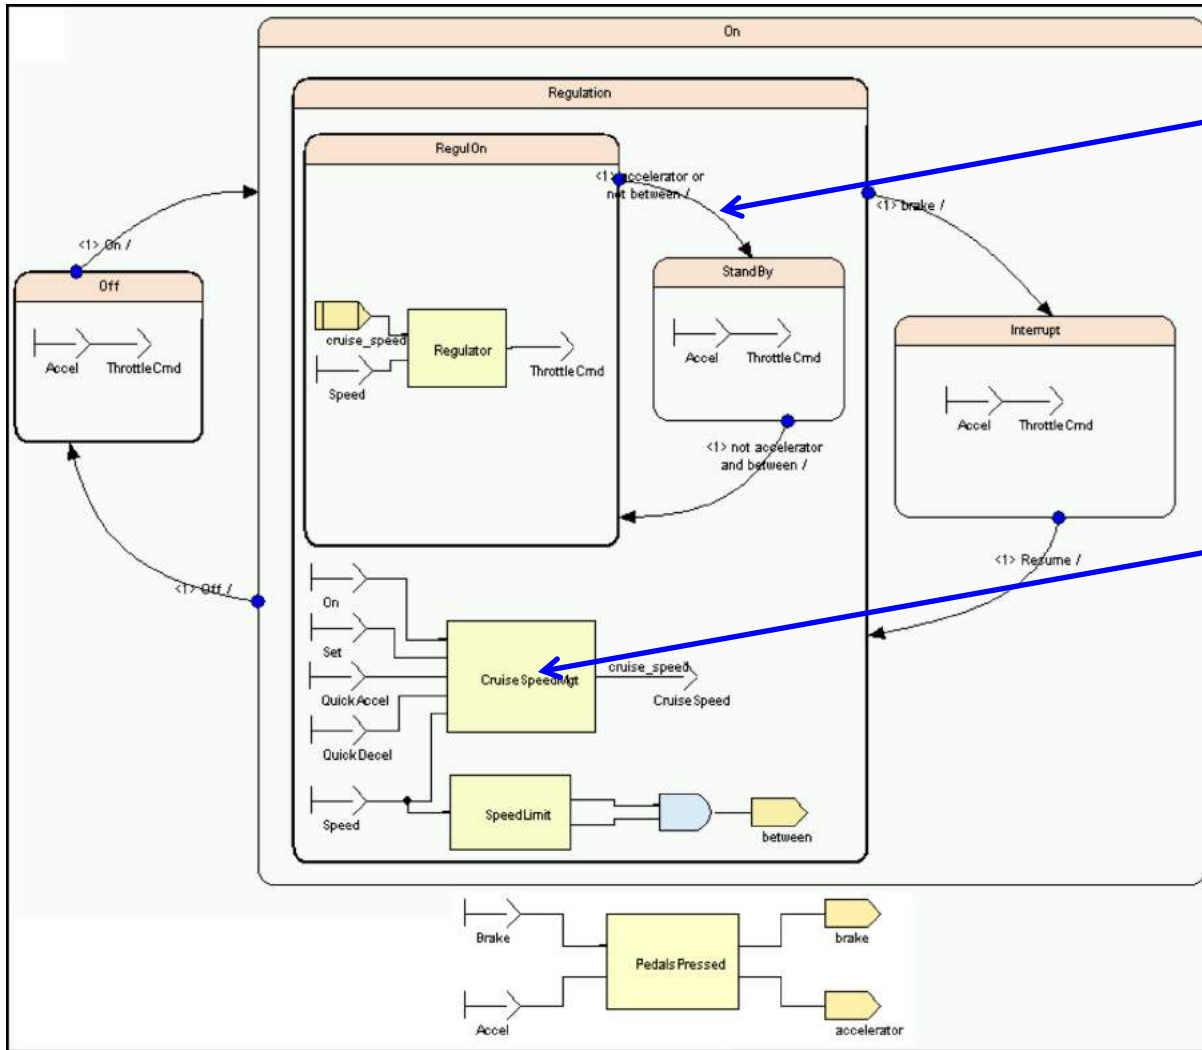 On
Regulation
RegulOn
<1> accelerator or
not between /
<1> brake /
<1> On /
Off
Accel
ThrottleCmd
cruise_speed
Speed
Regulator
ThrottleCmd
StandBy
Accel
ThrottleCmd
<1> not accelerator
and between /
Interrupt
Accel
ThrottleCmd
<1> Resume /
<1> Off /
On
Set
QuickAccel
QuickDecel
Speed
CruiseSpeedMgt
cruise_speed
CruiseSpeed
SpeedLimit
between
Brake
Accel
PedalsPressed
brake
accelerator